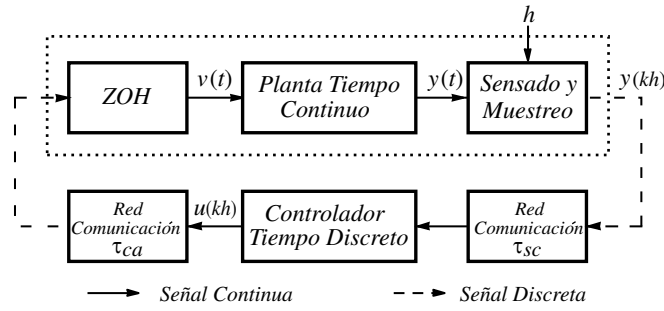 h
ZOH
v(t)
Planta Tiempo
Continuo
y(t)
Sensado y
Muestreo
y(kh)
Red
Comunicación
τca
u(kh)
Controlador
Tiempo Discreto
Red
Comunicación
τsc
Señal Continua
Señal Discreta